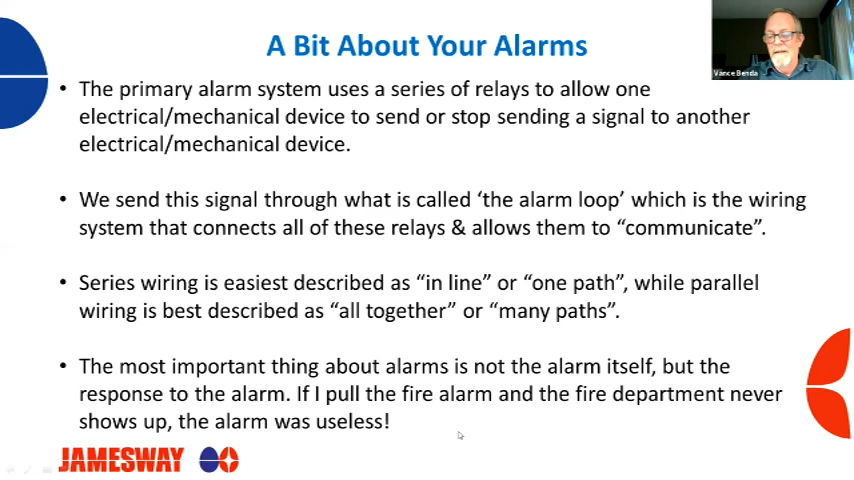 A Bit About Your Alarms
Vance Benda
• The primary alarm system uses a series of relays to allow one
electrical/mechanical device to send or stop sending a signal to another
electrical/mechanical device.
• We send this signal through what is called ‘the alarm loop’ which is the wiring
system that connects all of these relays & allows them to “communicate”.
• Series wiring is easiest described as “in line” or “one path”, while parallel
wiring is best described as “all together” or “many paths”.
• The most important thing about alarms is not the alarm itself, but the
response to the alarm. If I pull the fire alarm and the fire department never
shows up, the alarm was useless!
JAMESWAY